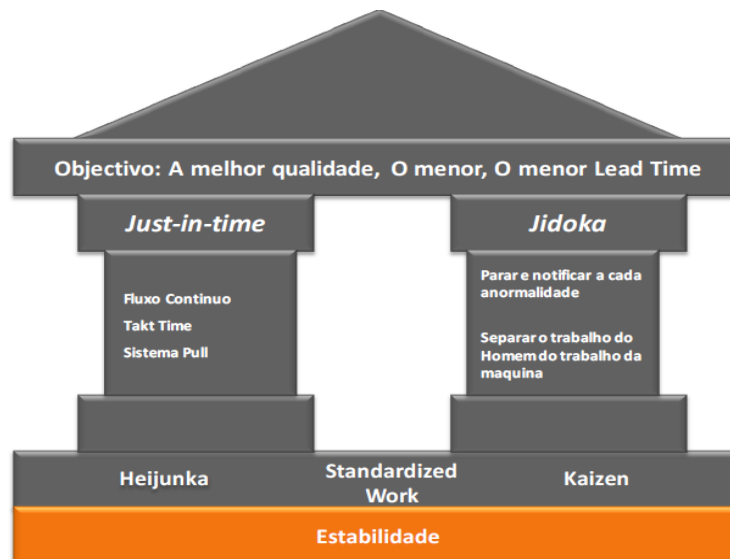 Objectivo: A melhor qualidade, O menor, O menor Lead Time
Just-in-time
Fluxo Continuo
Takt Time
Sistema Pull
Jidoka
Parar e notificar a cada
anormalidade
Separar o trabalho do
Homem do trabalho da
maquina
Heijunka
Standardized
Work
Kaizen
Estabilidade